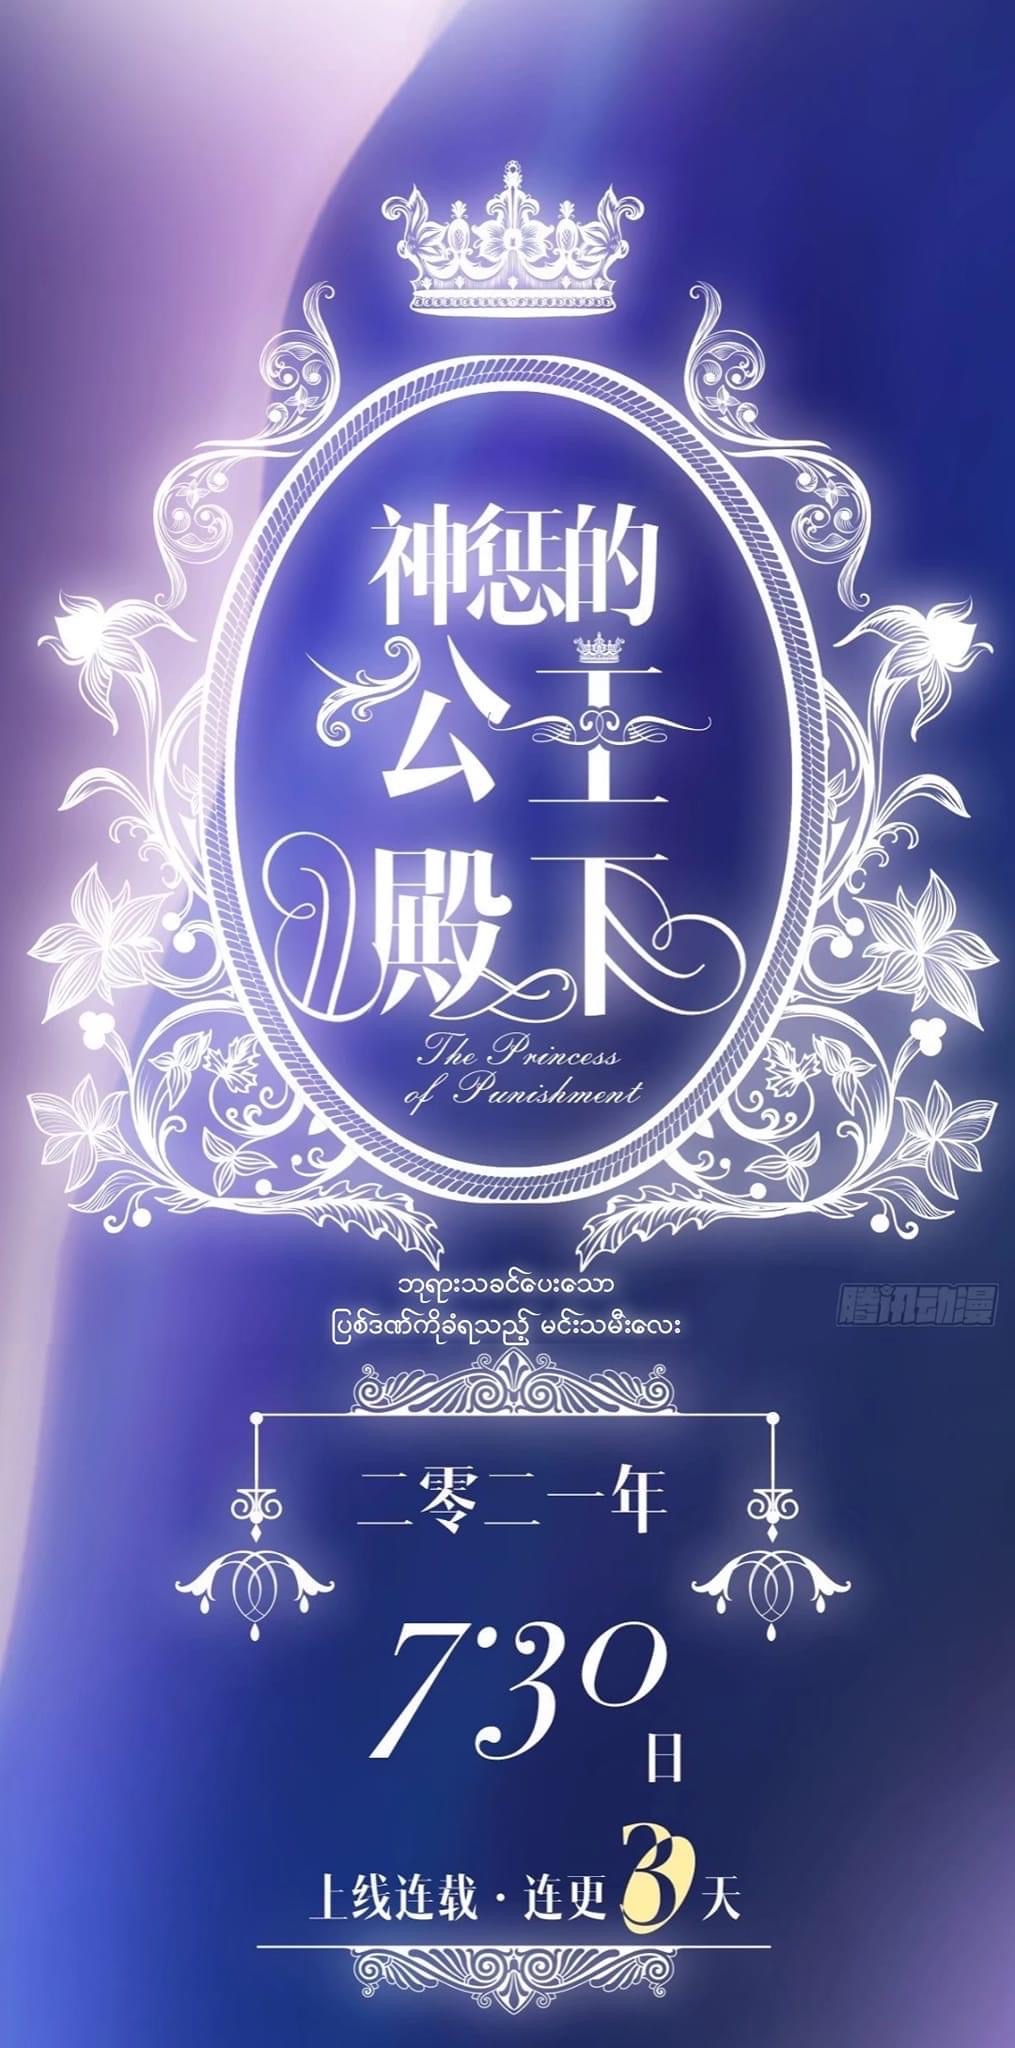 神惩的
公主
殿下
The Princess
of Punishment
ဘုရားသခင်ပေးသော
ပြစ်ဒဏ်ကိုခံရသည့် မင်းသမီးလေး
腾讯动漫
二零二一年
7·30
日
上线连载·连更3天